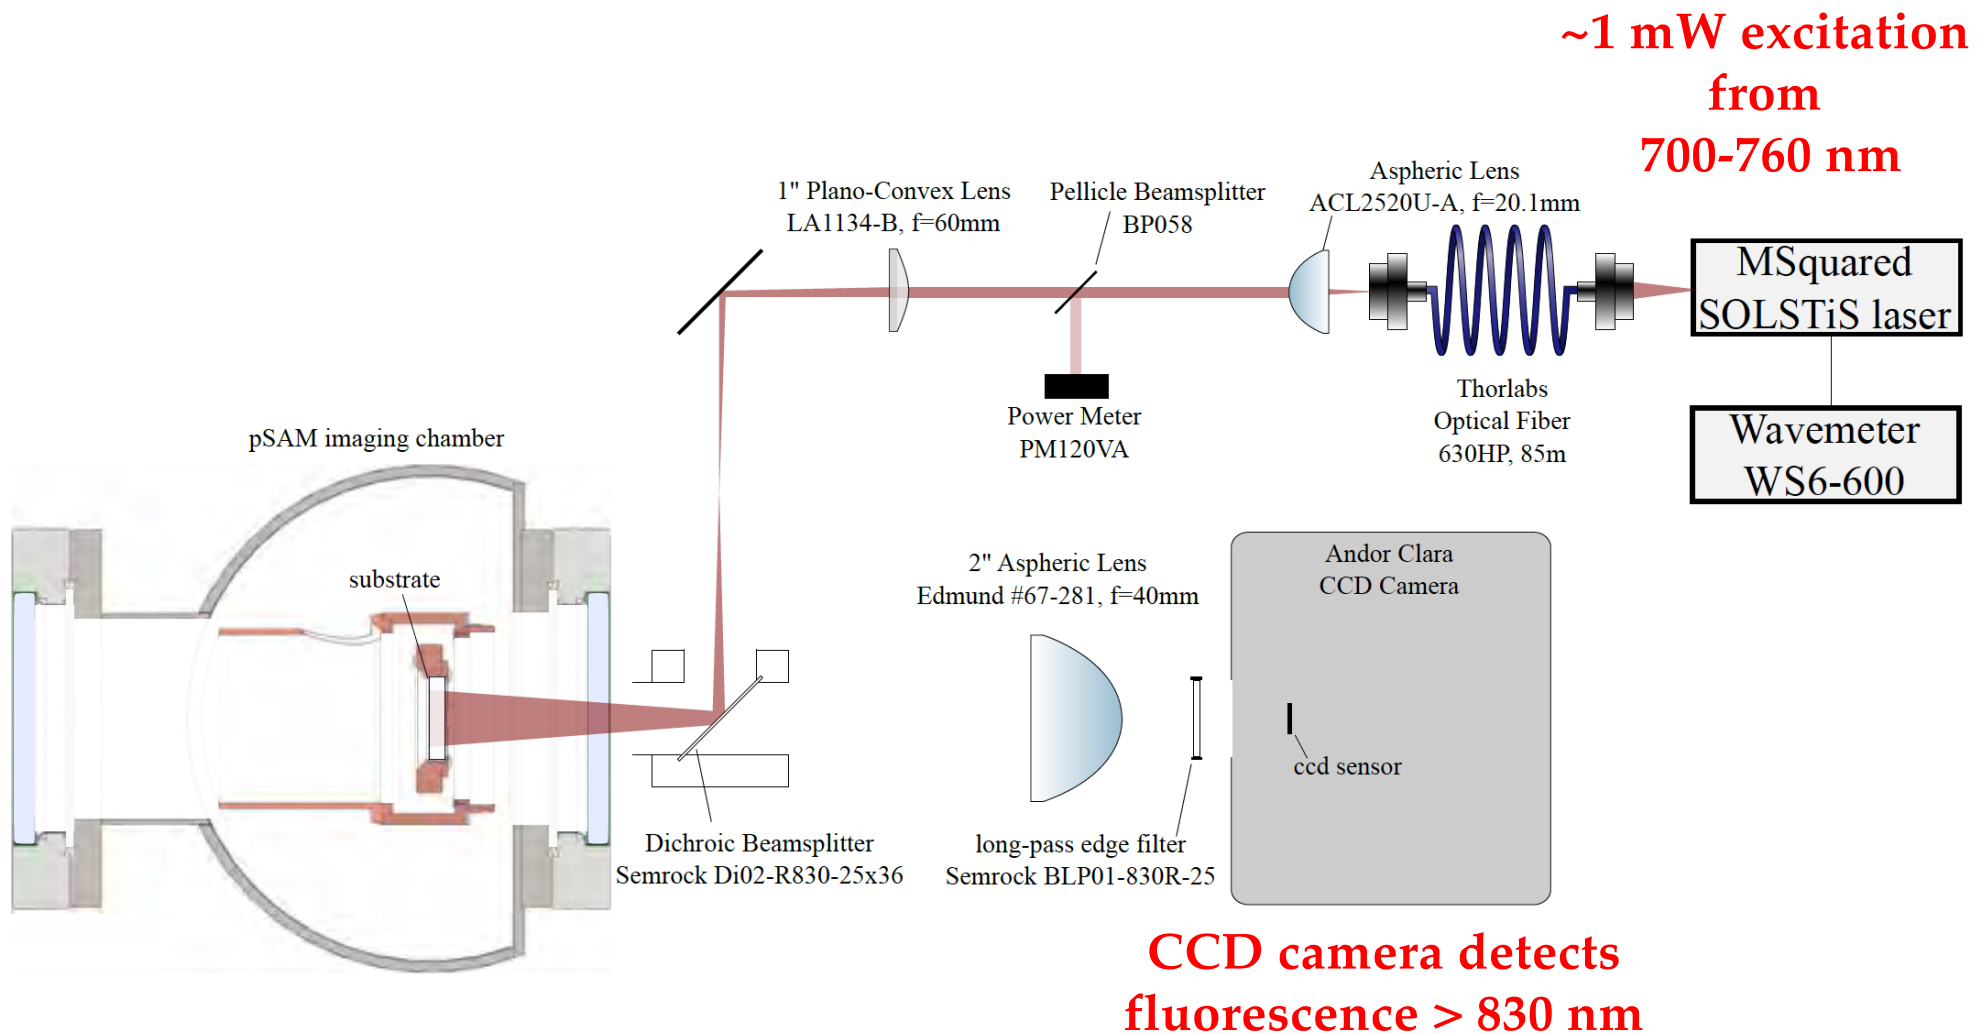 ~1 mW excitation
from
700-760 nm
1" Plano-Convex Lens
LA1134-B, f=60mm
Pellicle Beamsplitter
BP058
Aspheric Lens
ACL2520U-A, f=20.1mm
MSquared
SOLSTiS laser
Power Meter
PM120VA
Thorlabs
Optical Fiber
630HP, 85m
Wavemeter
WS6-600
pSAM imaging chamber
substrate
2" Aspheric Lens
Edmund #67-281, f=40mm
Andor Clara
CCD Camera
ccd sensor
Dichroic Beamsplitter
Semrock Di02-R830-25x36
long-pass edge filter
Semrock BLP01-830R-25
CCD camera detects
fluorescence > 830 nm